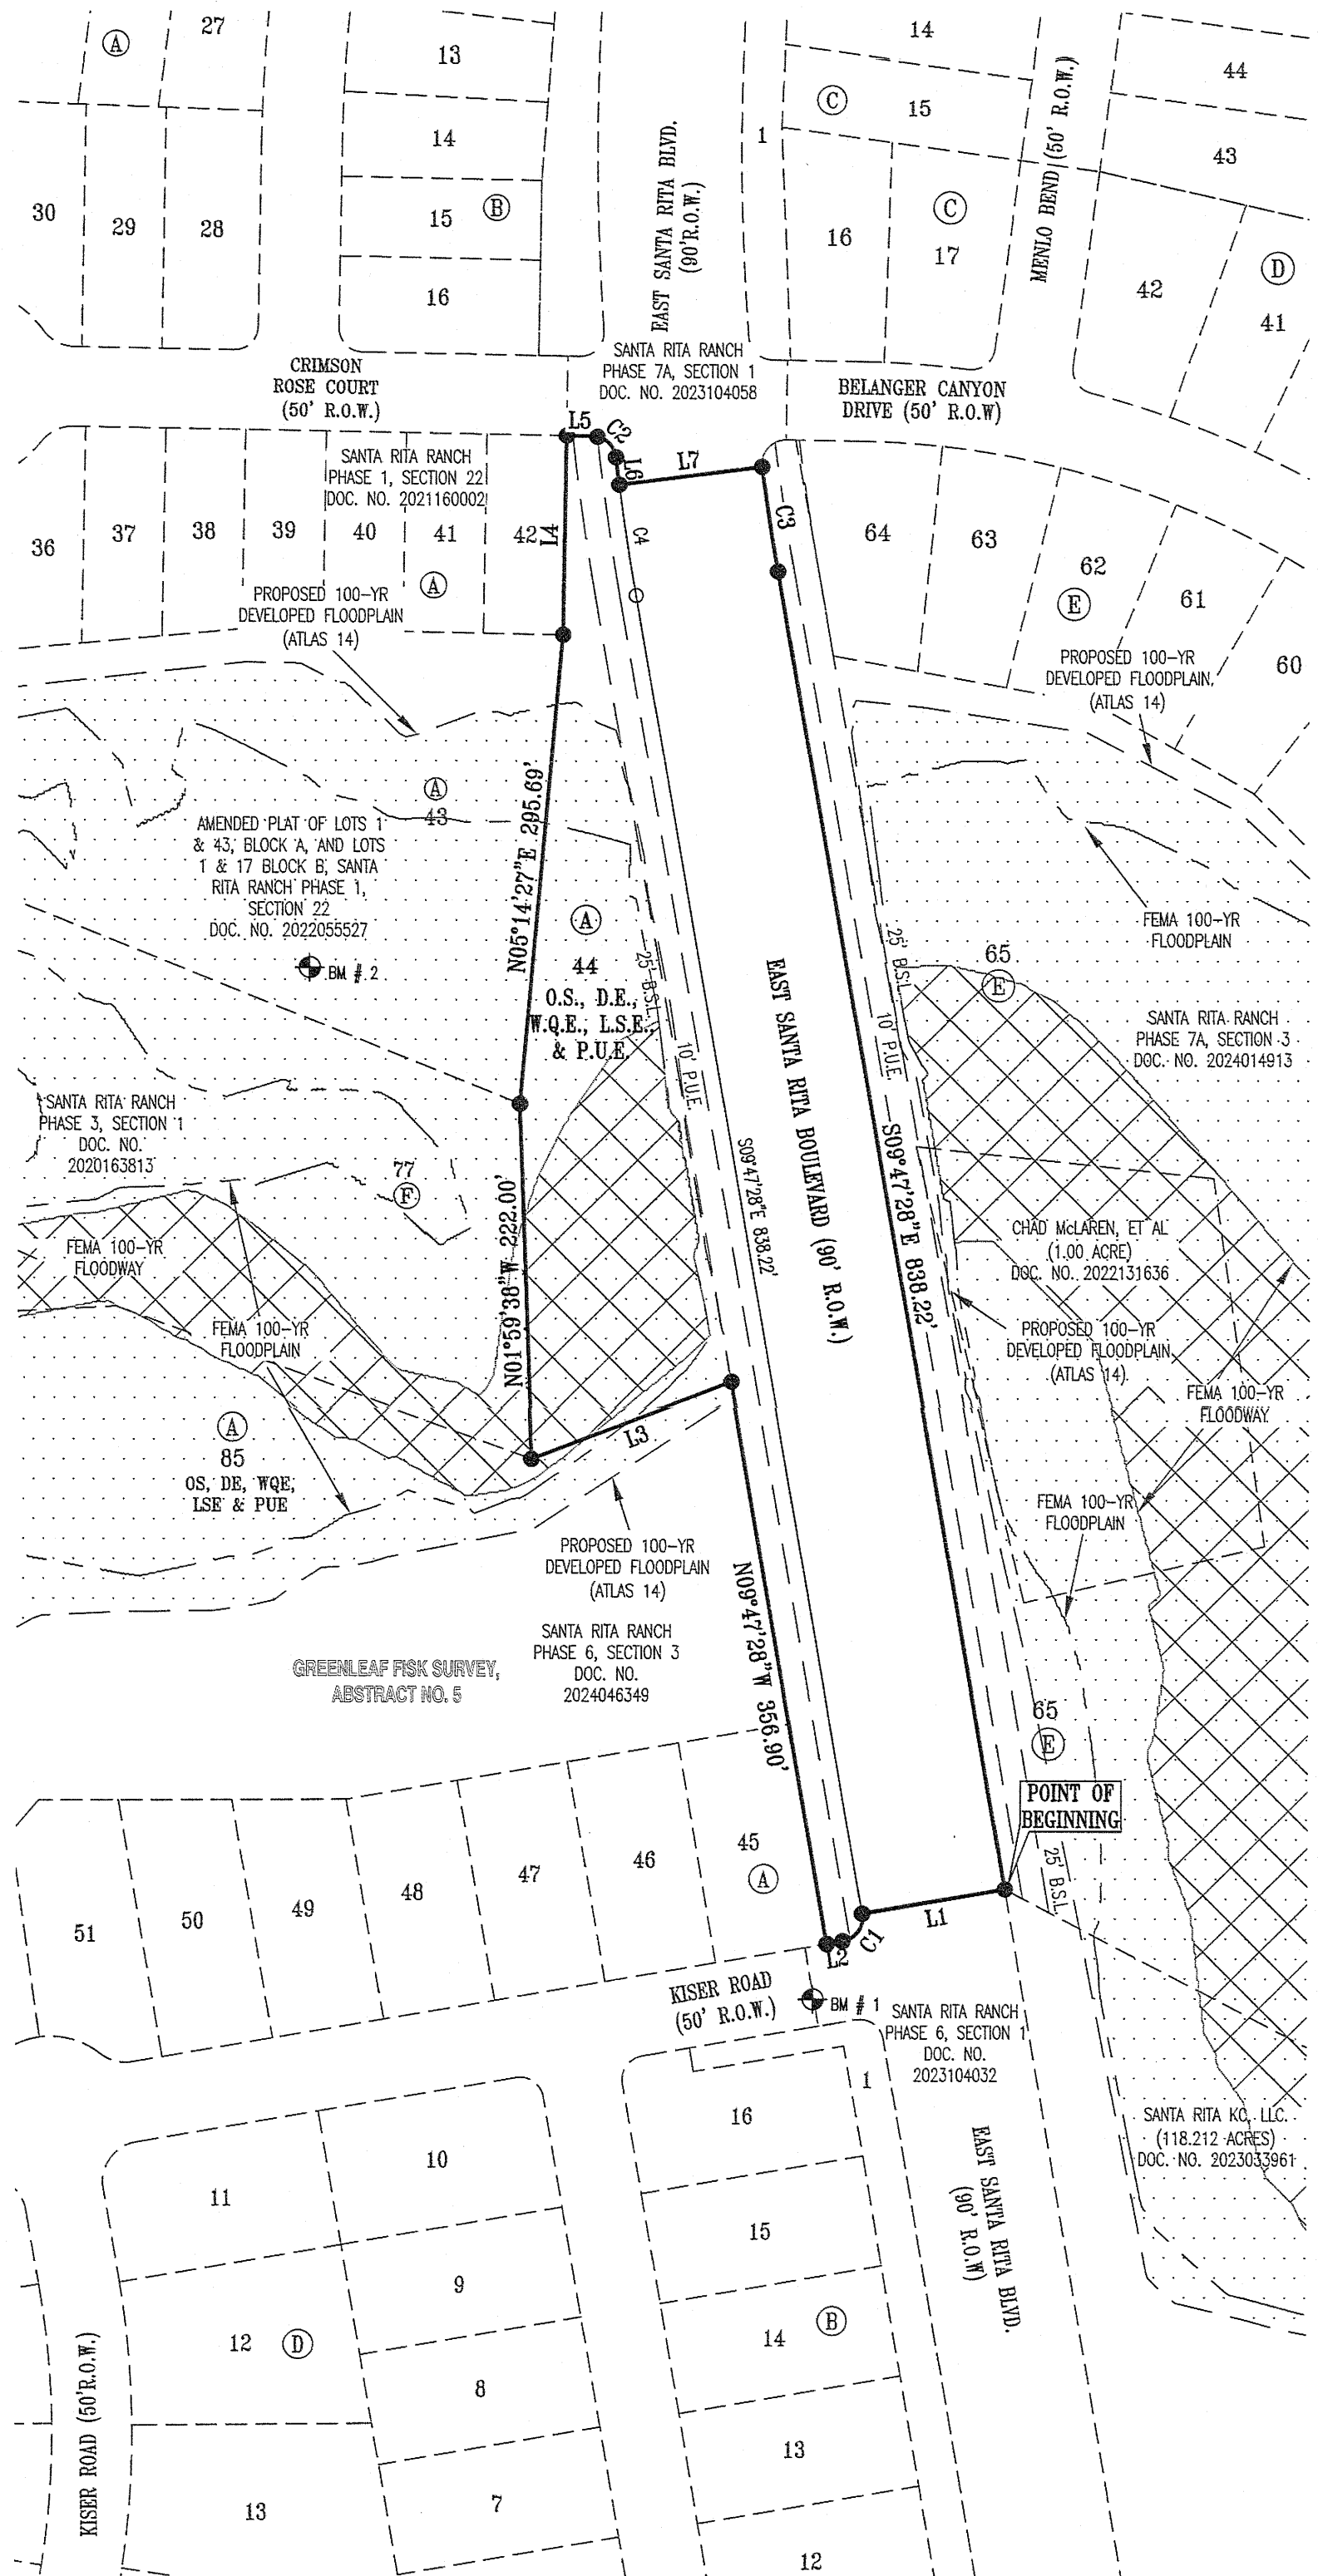 A
27
13
14
44
EAST SANTA RITA BLVD.
(90'R.O.W.)
1
C
15
MENLO BEND (50' R.O.W.)
43
14
30
29
28
15
B
16
C
17
D
42
41
16
CRIMSON
ROSE COURT
(50' R.O.W.)
SANTA RITA RANCH
PHASE 7A, SECTION 1
DOC. NO. 2023104058
BELANGER CANYON
DRIVE (50' R.O.W)
L5
C2
L6
L7
SANTA RITA RANCH
PHASE 1, SECTION 22
DOC. NO. 2021160002
36
37
38
39
40
41
42
L4
C4
C3
64
63
62
E
61
60
A
PROPOSED 100-YR
DEVELOPED FLOODPLAIN
(ATLAS 14)
PROPOSED 100-YR
DEVELOPED FLOODPLAIN
(ATLAS 14)
A
43
AMENDED PLAT OF LOTS 1
& 43, BLOCK A, AND LOTS
1 & 17 BLOCK B, SANTA
RITA RANCH PHASE 1,
SECTION 22
DOC. NO. 2022055527
N05°14'27"E 295.69'
BM # 2
A
44
O.S., D.E.,
W.Q.E., L.S.E.,
& P.U.E.
25' B.S.L.
10' P.U.E.
EAST SANTA RITA BOULEVARD (90' R.O.W.)
25' B.S.L.
10' P.U.E.
65
E
FEMA 100-YR
FLOODPLAIN
SANTA RITA RANCH
PHASE 7A, SECTION 3
DOC. NO. 2024014913
SANTA RITA RANCH
PHASE 3, SECTION 1
DOC. NO.
2020163813
77
F
S09°47'28"E 838.22'
S09°47'28"E 838.22'
FEMA 100-YR
FLOODWAY
N01°59'38"W 222.00'
CHAD McLAREN, ET AL
(1.00 ACRE)
DOC. NO. 2022131636
FEMA 100-YR
FLOODPLAIN
PROPOSED 100-YR
DEVELOPED FLOODPLAIN
(ATLAS 14)
FEMA 100-YR
FLOODWAY
A
85
OS, DE, WQE,
LSE & PUE
L3
FEMA 100-YR
FLOODPLAIN
PROPOSED 100-YR
DEVELOPED FLOODPLAIN
(ATLAS 14)
N09°47'28"W 356.90'
SANTA RITA RANCH
PHASE 6, SECTION 3
DOC. NO.
2024046349
GREENLEAF FISK SURVEY,
ABSTRACT NO. 5
65
E
POINT OF
BEGINNING
25' B.S.L.
51
50
49
48
47
46
45
A
L1
C1
L2
KISER ROAD
(50' R.O.W.)
BM # 1
SANTA RITA RANCH
PHASE 6, SECTION 1
DOC. NO.
2023104032
1
16
SANTA RITA KC, LLC.
(118.212 ACRES)
DOC. NO. 2023033961
EAST SANTA RITA BLVD.
(90' R.O.W)
11
10
15
9
12
D
14
B
8
KISER ROAD (50'R.O.W.)
13
7
13
12